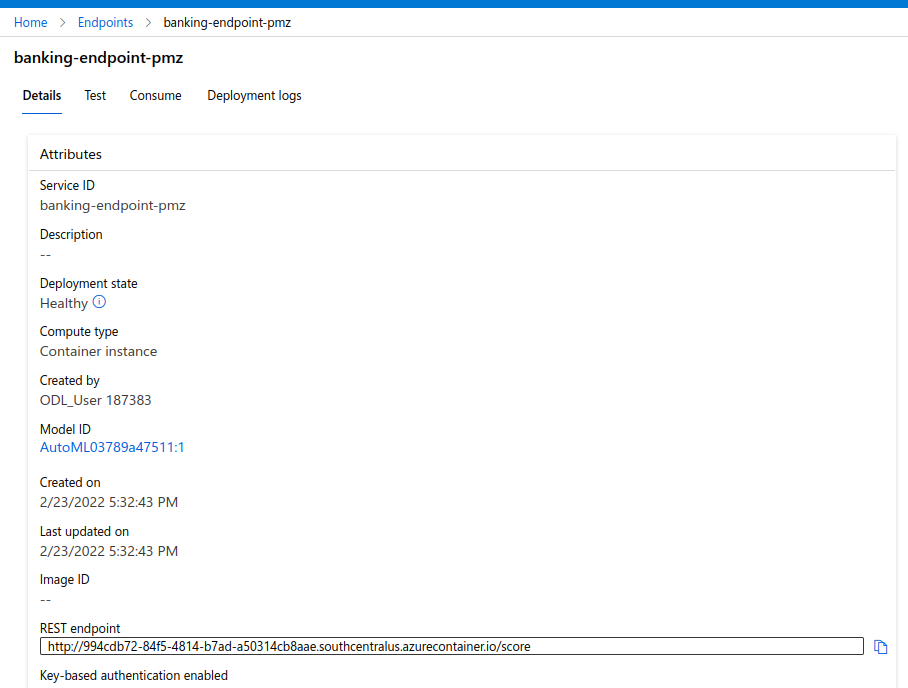 Home > Endpoints > banking-endpoint-pmz
banking-endpoint-pmz
Details Test Consume Deployment logs
Attributes
Service ID
banking-endpoint-pmz
Description
--
Deployment state
Healthy
Compute type
Container instance
Created by
ODL_User 187383
Model ID
AutoML03789a47511:1
Created on
2/23/2022 5:32:43 PM
Last updated on
2/23/2022 5:32:43 PM
Image ID
--
REST endpoint
http://994cdb72-84f5-4814-b7ad-a50314cb8aae.southcentralus.azurecontainer.io/score
Key-based authentication enabled